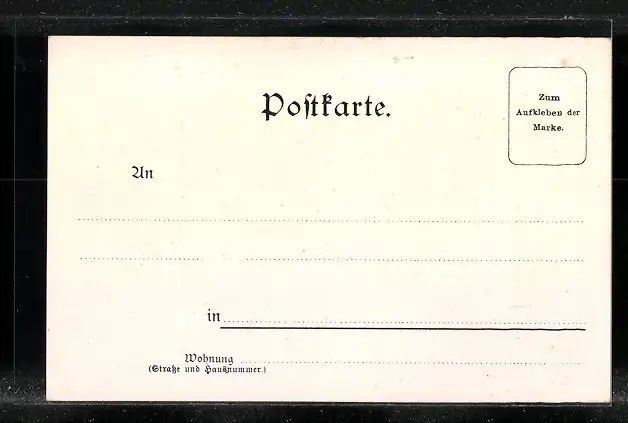 Postkarte.
Zum
Aufkleben der
Marke.
An
in
Wohnung
(Straße und Hausnummer.)